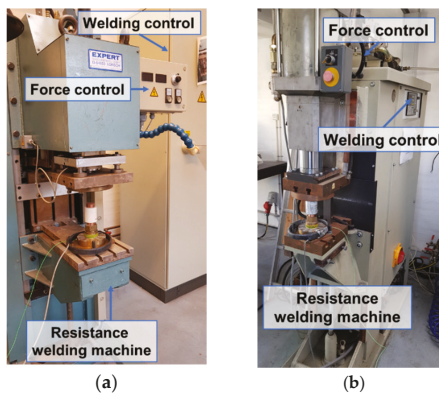 Welding control
EXPERT
Force control
Resistance
welding machine
Force control
Welding control
Resistance
welding machine
(a)
(b)